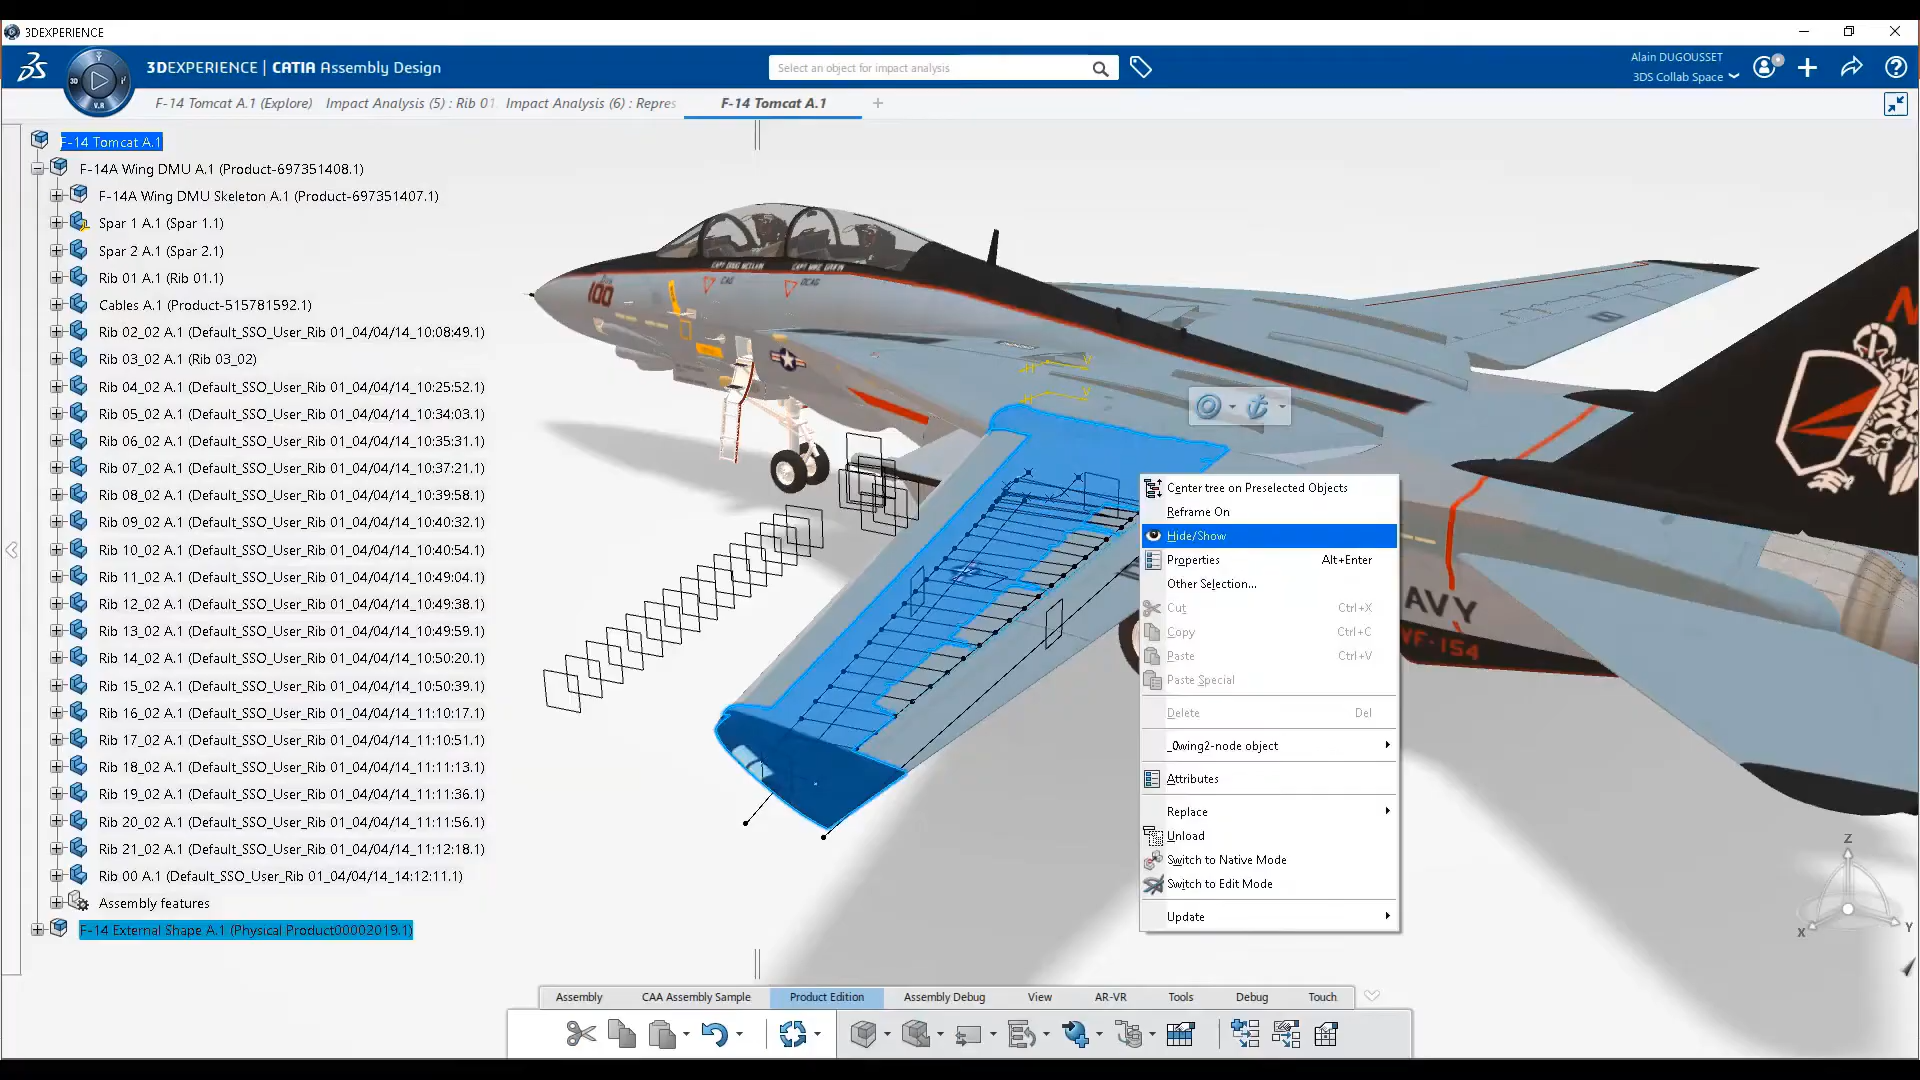 3DEXPERIENCE
3DEXPERIENCE | CATIA Assembly Design
Select an object for impact analysis
Alain DUGOUSSET
3DS Collab Space
3D
V.R
F-14 Tomcat A.1 (Explore)
Impact Analysis (5) : Rib 01
Impact Analysis (6) : Repres
F-14 Tomcat A.1
F-14 Tomcat A.1
F-14A Wing DMU A.1 (Product-697351408.1)
F-14A Wing DMU Skeleton A.1 (Product-697351407.1)
Spar 1 A.1 (Spar 1.1)
Spar 2 A.1 (Spar 2.1)
Rib 01 A.1 (Rib 01.1)
Cables A.1 (Product-515781592.1)
Rib 02_02 A.1 (Default_SSO_User_Rib 01_04/04/14_10:08:49.1)
Rib 03_02 A.1 (Rib 03_02)
Rib 04_02 A.1 (Default_SSO_User_Rib 01_04/04/14_10:25:52.1)
Rib 05_02 A.1 (Default_SSO_User_Rib 01_04/04/14_10:34:03.1)
Rib 06_02 A.1 (Default_SSO_User_Rib 01_04/04/14_10:35:31.1)
Rib 07_02 A.1 (Default_SSO_User_Rib 01_04/04/14_10:37:21.1)
Rib 08_02 A.1 (Default_SSO_User_Rib 01_04/04/14_10:39:58.1)
Rib 09_02 A.1 (Default_SSO_User_Rib 01_04/04/14_10:40:32.1)
Rib 10_02 A.1 (Default_SSO_User_Rib 01_04/04/14_10:40:54.1)
Rib 11_02 A.1 (Default_SSO_User_Rib 01_04/04/14_10:49:04.1)
Rib 12_02 A.1 (Default_SSO_User_Rib 01_04/04/14_10:49:38.1)
Rib 13_02 A.1 (Default_SSO_User_Rib 01_04/04/14_10:49:59.1)
Rib 14_02 A.1 (Default_SSO_User_Rib 01_04/04/14_10:50:20.1)
Rib 15_02 A.1 (Default_SSO_User_Rib 01_04/04/14_10:50:39.1)
Rib 16_02 A.1 (Default_SSO_User_Rib 01_04/04/14_11:10:17.1)
Rib 17_02 A.1 (Default_SSO_User_Rib 01_04/04/14_11:10:51.1)
Rib 18_02 A.1 (Default_SSO_User_Rib 01_04/04/14_11:11:13.1)
Rib 19_02 A.1 (Default_SSO_User_Rib 01_04/04/14_11:11:36.1)
Rib 20_02 A.1 (Default_SSO_User_Rib 01_04/04/14_11:11:56.1)
Rib 21_02 A.1 (Default_SSO_User_Rib 01_04/04/14_11:12:18.1)
Rib 00 A.1 (Default_SSO_User_Rib 01_04/04/14_14:12:11.1)
Assembly features
F-14 External Shape A.1 (Physical Product00002019.1)
100
CAG
DCAG
AVY
VF-154
Center tree on Preselected Objects
Reframe On
Hide/Show
Properties Alt+Enter
Other Selection...
Cut Ctrl+X
Copy Ctrl+C
Paste Ctrl+V
Paste Special
Delete Del
_0wing2-node object
Attributes
Replace
Unload
Switch to Native Mode
Switch to Edit Mode
Update
Z
X
Y
Assembly
CAA Assembly Sample
Product Edition
Assembly Debug
View
AR-VR
Tools
Debug
Touch